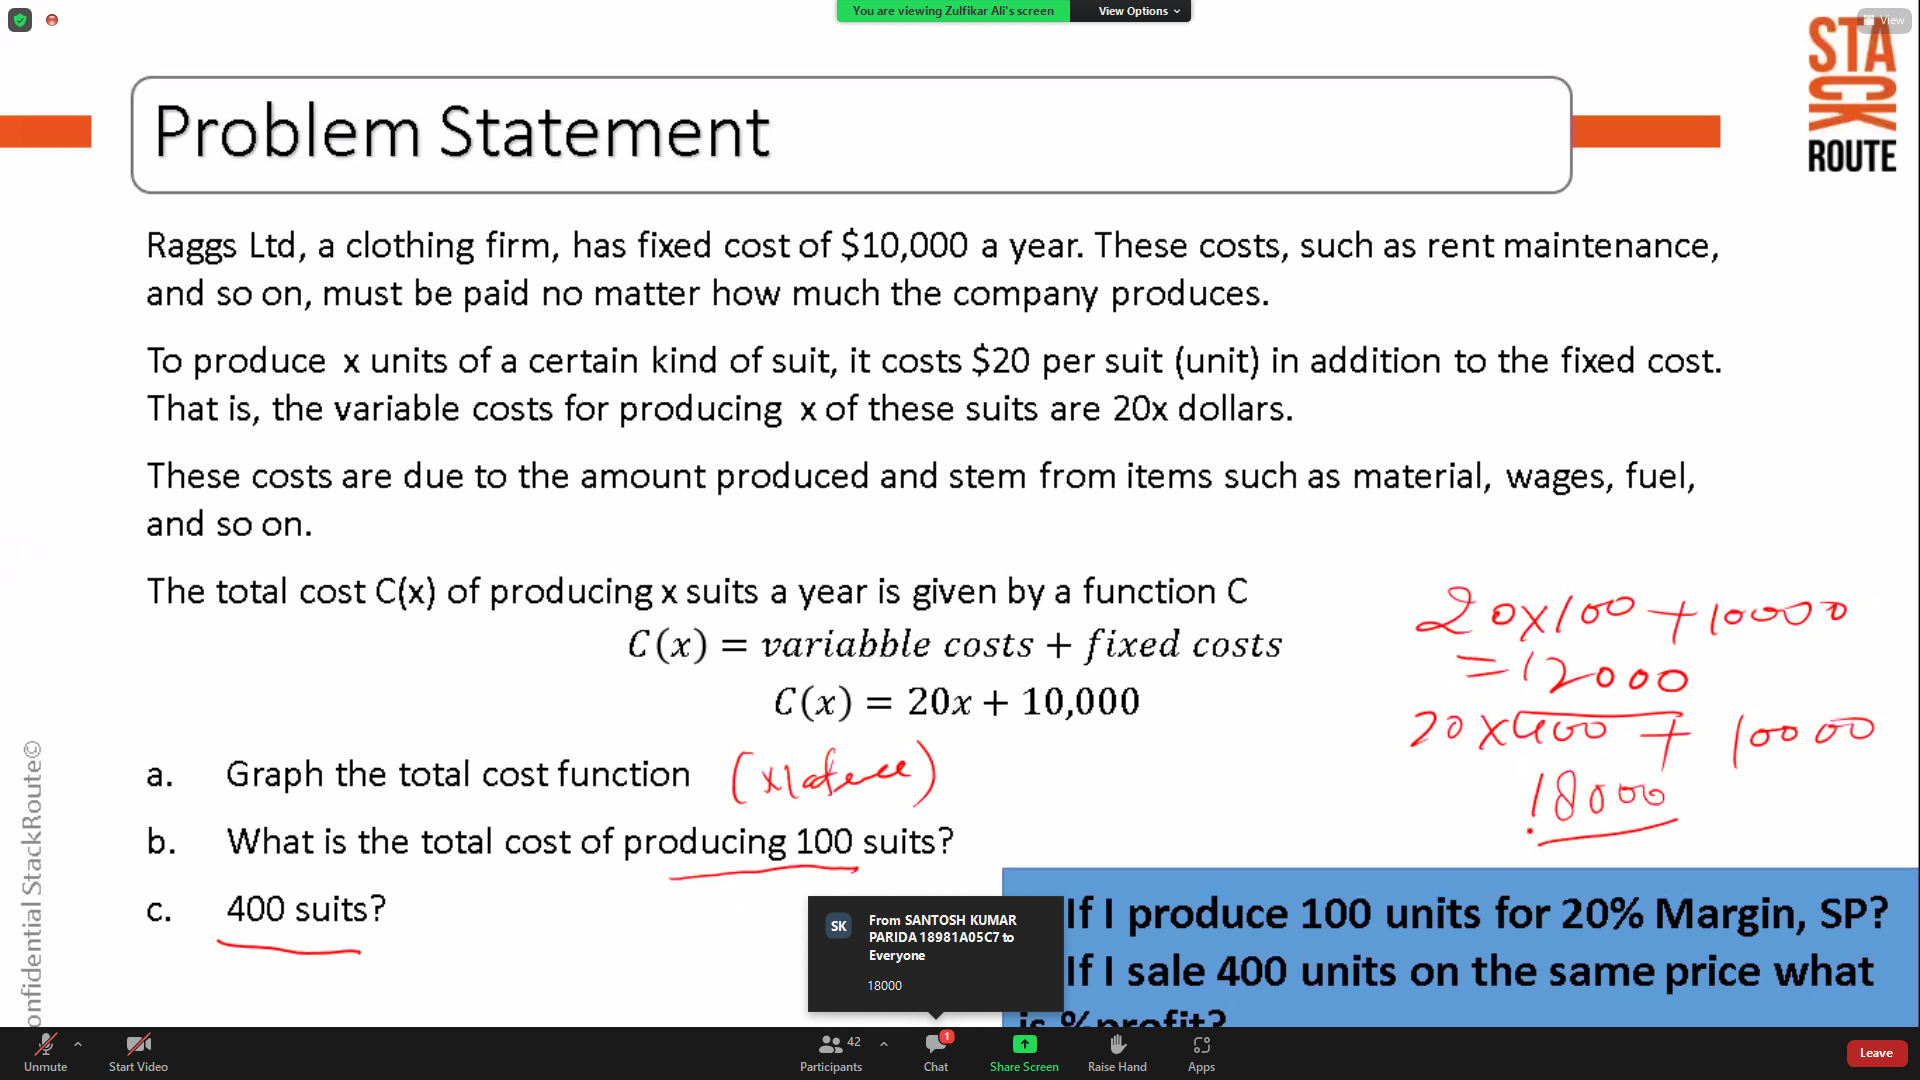 You are viewing Zulfikar Ali's screen
View Options
View
STA
CK
ROUTE
Problem Statement
Raggs Ltd, a clothing firm, has fixed cost of $10,000 a year. These costs, such as rent maintenance,
and so on, must be paid no matter how much the company produces.
To produce x units of a certain kind of suit, it costs $20 per suit (unit) in addition to the fixed cost.
That is, the variable costs for producing x of these suits are 20x dollars.
These costs are due to the amount produced and stem from items such as material, wages, fuel,
and so on.
The total cost C(x) of producing x suits a year is given by a function C
C(x) = variabble costs + fixed costs
C(x) = 20x + 10,000
20x100 + 10000
=12000
20x400 + 10000
18000
a. Graph the total cost function
b. What is the total cost of producing 100 suits?
c. 400 suits?
If I produce 100 units for 20% Margin, SP?
If I sale 400 units on the same price what
is %profit?
onfidential StackRoute©
SK
From SANTOSH KUMAR
PARIDA 18981A05C7 to
Everyone
18000
Unmute
Start Video
42
Participants
1
Chat
Share Screen
Raise Hand
Apps
Leave